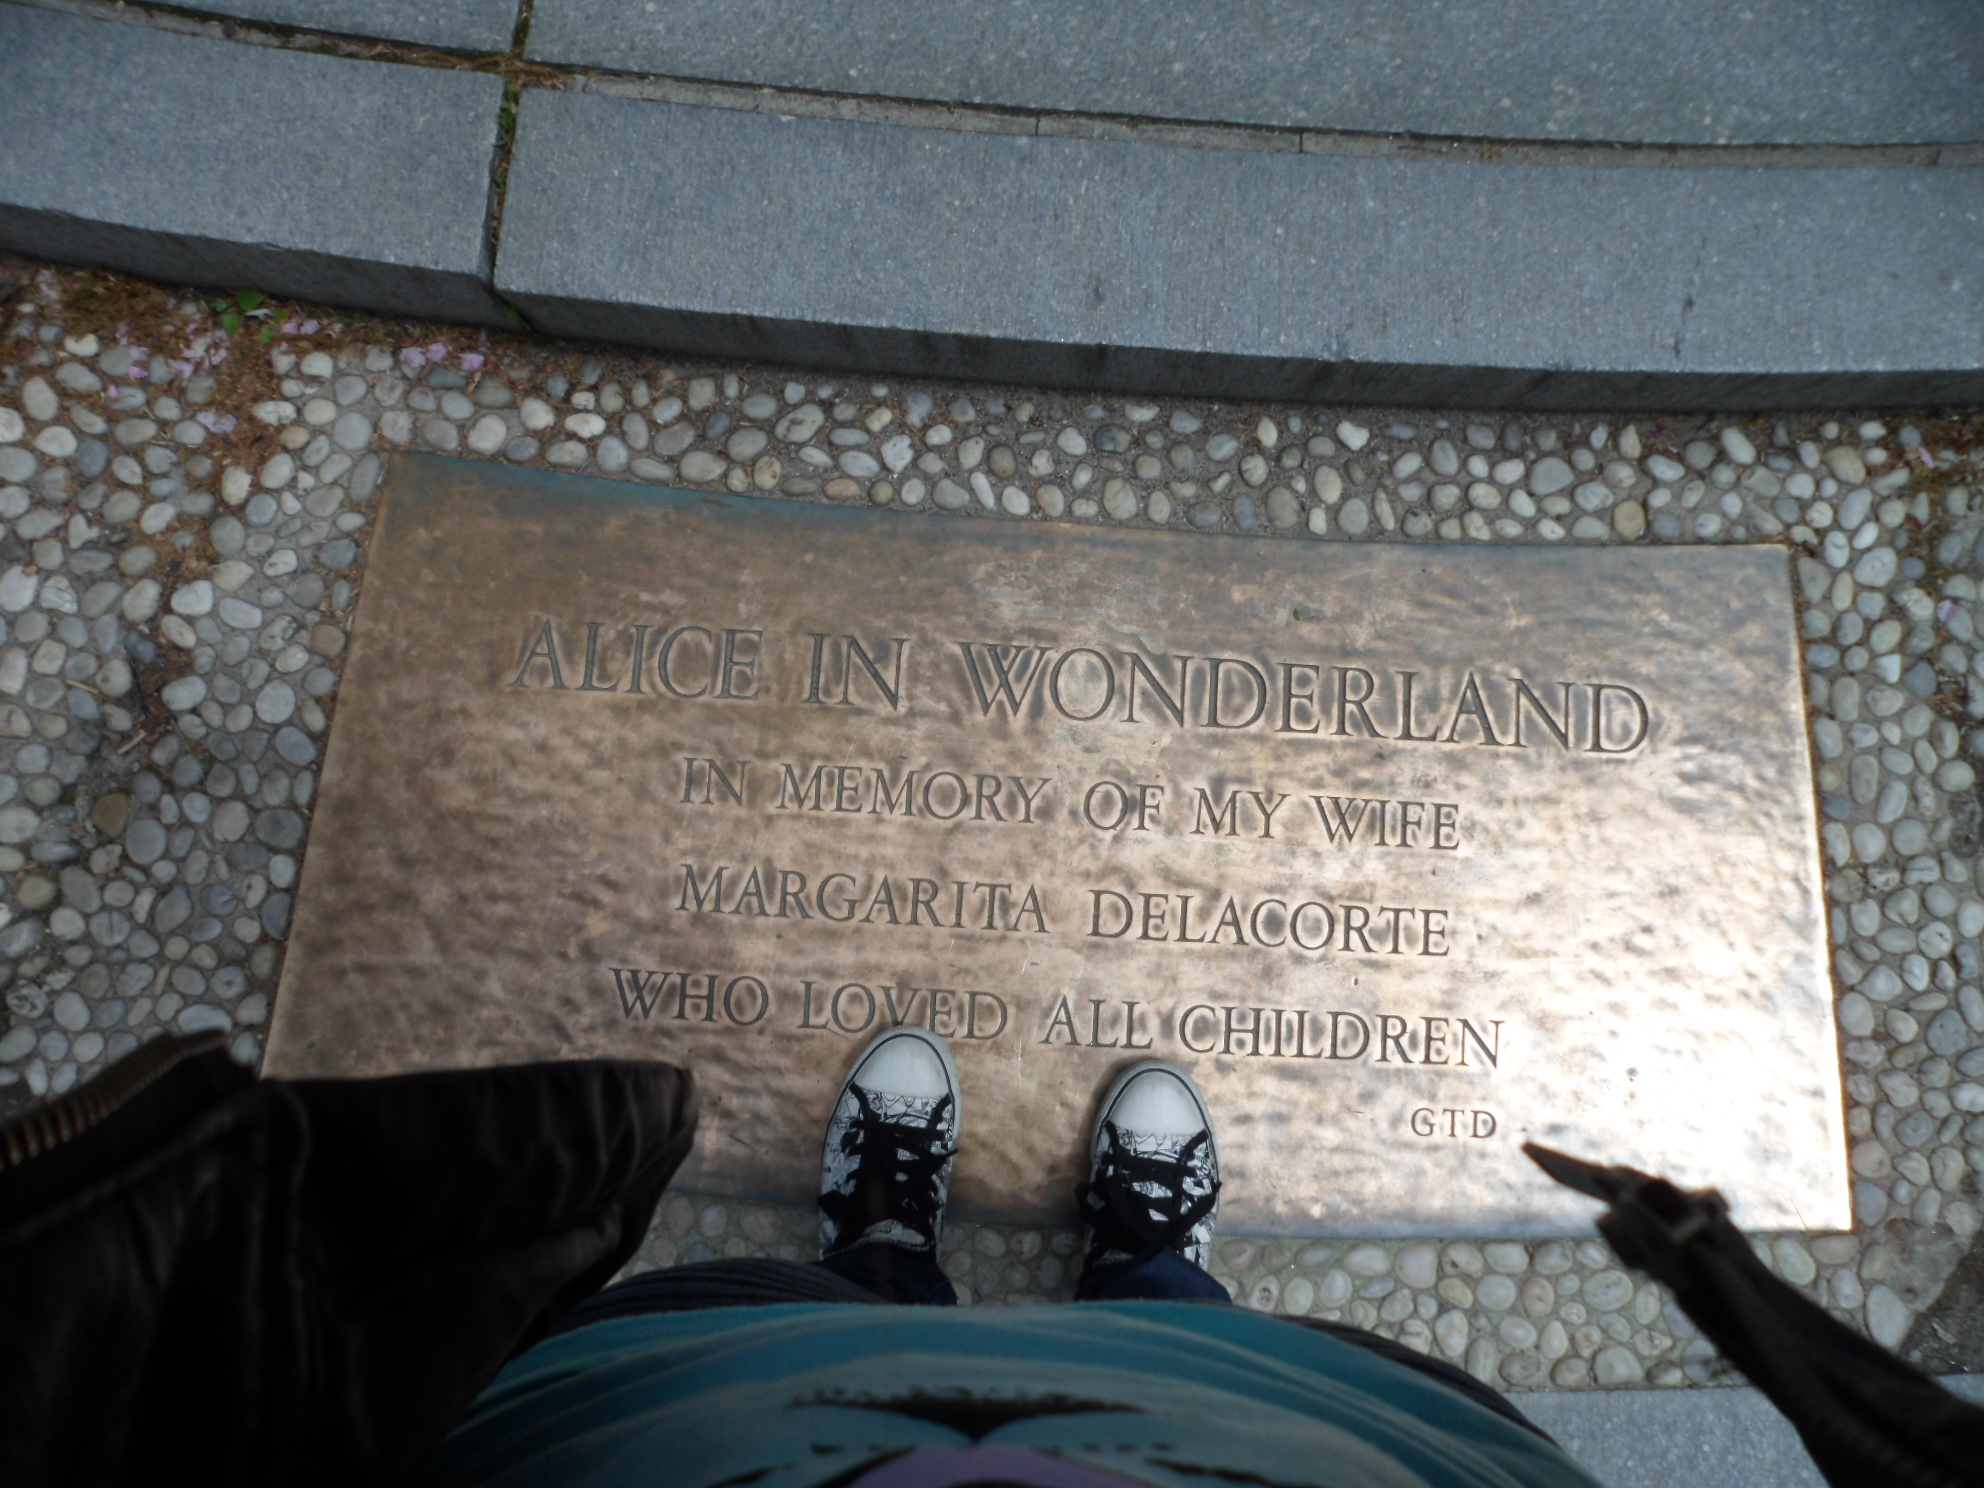 ALICE IN WONDERLAND
IN MEMORY OF MY WIFE
MARGARITA DELACORTE
WHO LOVED ALL CHILDREN
GTD